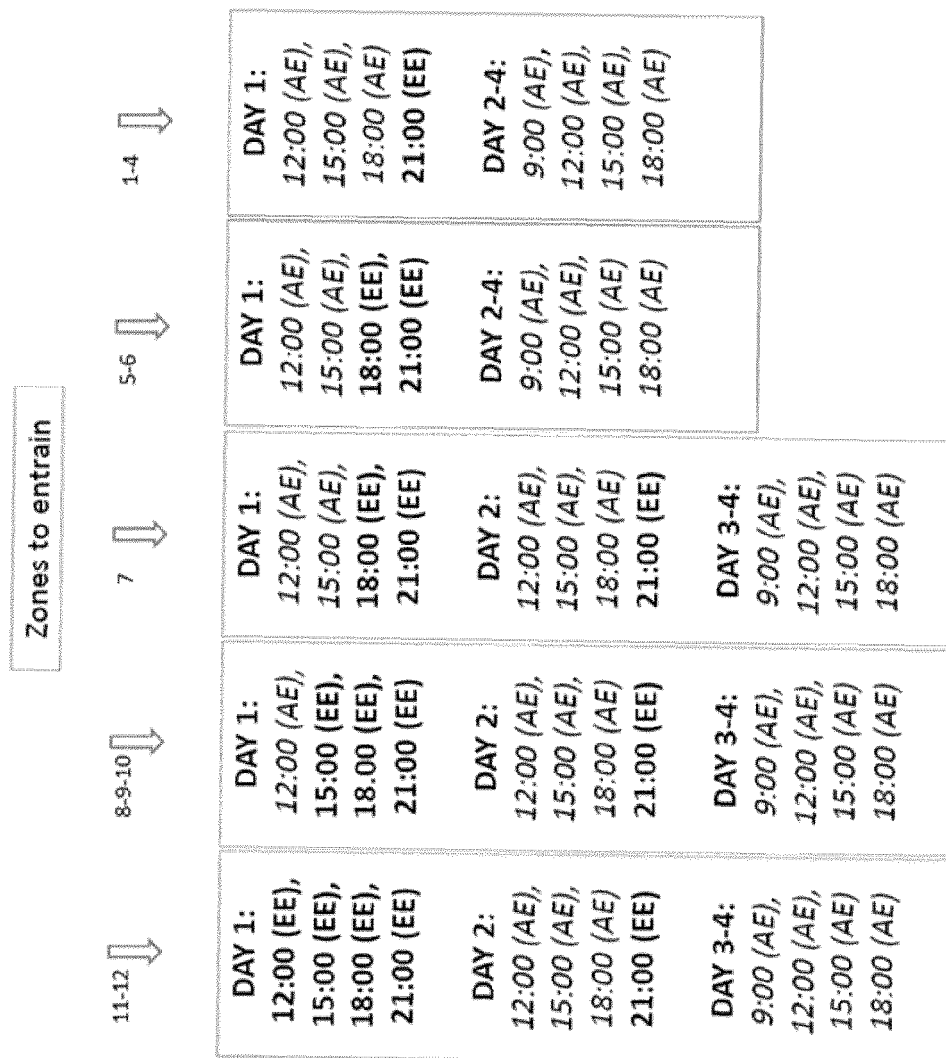 Zones to entrain
11-12
8-9-10
7
5-6
1-4
DAY 1:
12:00 (EE),
15:00 (EE),
18:00 (EE),
21:00 (EE)
DAY 2:
12:00 (AE),
15:00 (AE),
18:00 (AE)
21:00 (EE)
DAY 3-4:
9:00 (AE),
12:00 (AE),
15:00 (AE)
18:00 (AE)
DAY 1:
12:00 (AE),
15:00 (EE),
18.00 (EE),
21:00 (EE)
DAY 2:
12:00 (AE),
15:00 (AE),
18:00 (AE)
21:00 (EE)
DAY 3-4:
9:00 (AE),
12:00 (AE),
15:00 (AE)
18:00 (AE)
DAY 1:
12:00 (AE),
15:00 (AE),
18:00 (EE),
21:00 (EE)
DAY 2:
12:00 (AE),
15:00 (AE),
18:00 (AE)
21:00 (EE)
DAY 3-4:
9:00 (AE),
12:00 (AE),
15:00 (AE)
18:00 (AE)
DAY 1:
12:00 (AE),
15:00 (AE),
18:00 (EE),
21:00 (EE)
DAY 2-4:
9:00 (AE),
12:00 (AE),
15:00 (AE)
18:00 (AE)
DAY 1:
12:00 (AE),
15:00 (AE),
18:00 (AE)
21:00 (EE)
DAY 2-4:
9:00 (AE),
12:00 (AE),
15:00 (AE),
18:00 (AE)